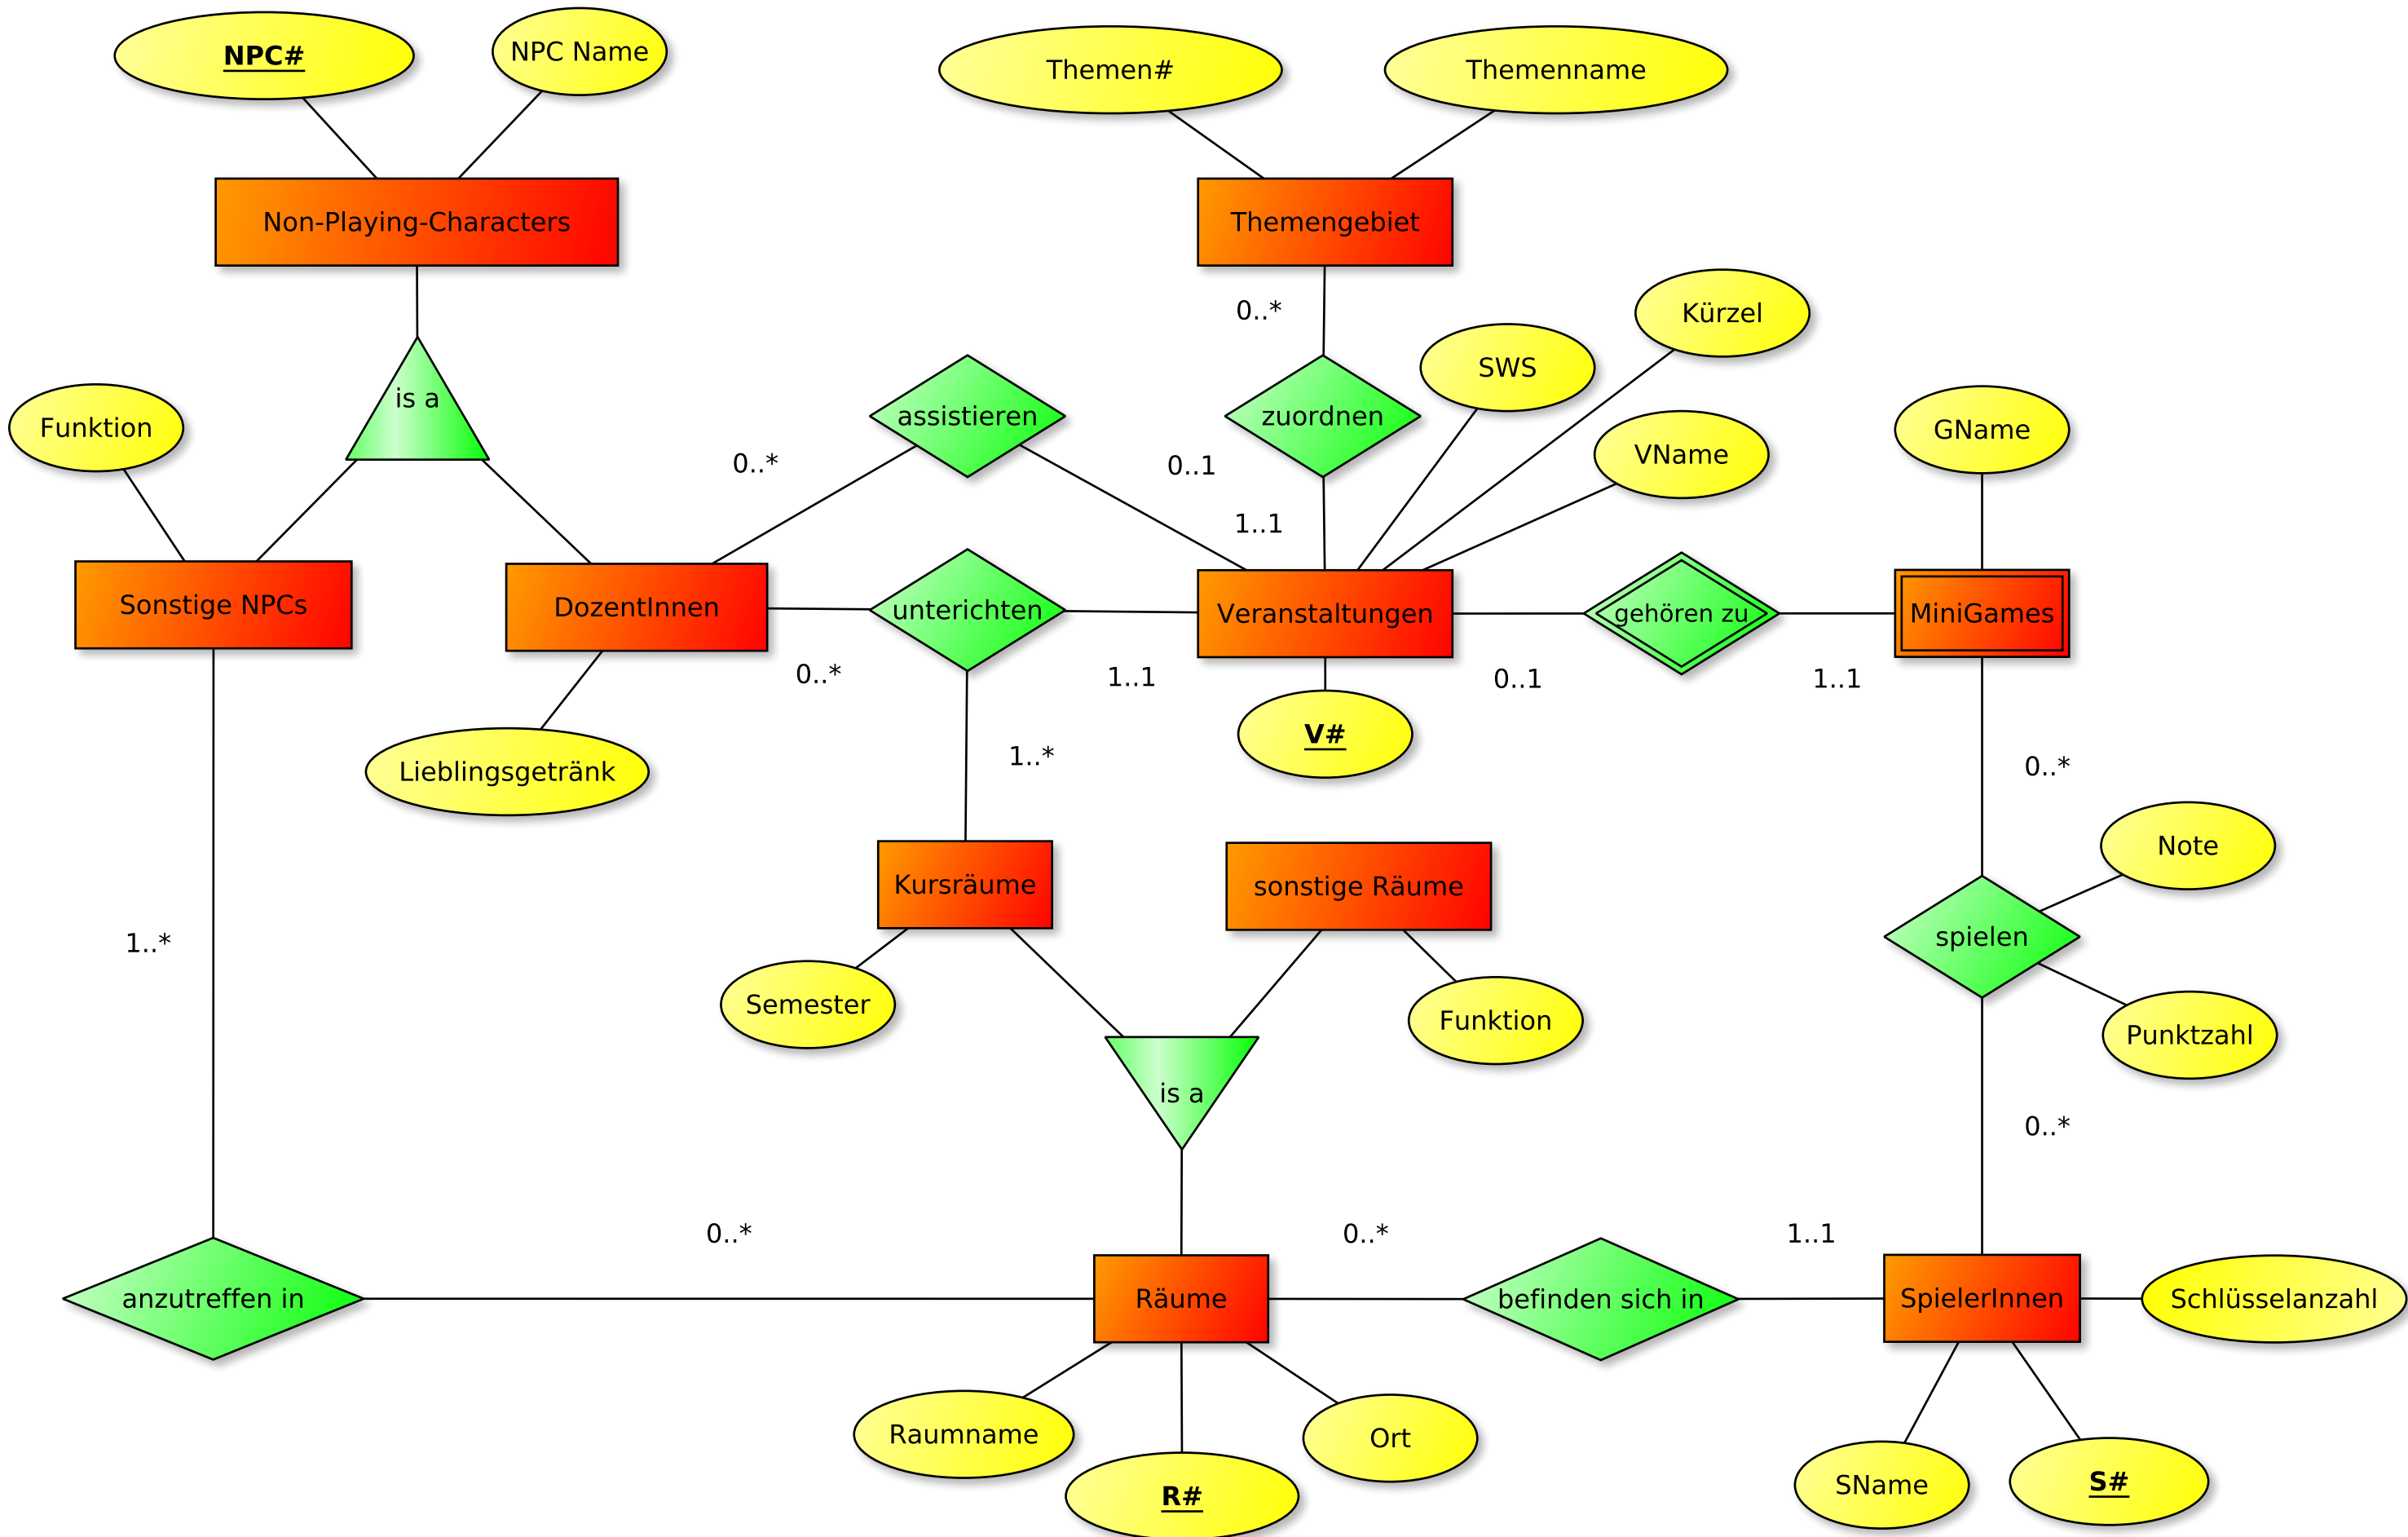 NPC#
NPC Name
Themen#
Themenname
Non-Playing-Characters
Themengebiet
0..*
Kürzel
SWS
is a
assistieren
zuordnen
Funktion
GName
VName
0..*
0..1
1..1
Sonstige NPCs
DozentInnen
unterichten
Veranstaltungen
gehören zu
MiniGames
0..*
1..1
0..1
1..1
V#
Lieblingsgetränk
1..*
0..*
Note
Kursräume
sonstige Räume
1..*
spielen
Semester
Funktion
Punktzahl
is a
0..*
0..*
0..*
1..1
anzutreffen in
Räume
befinden sich in
SpielerInnen
Schlüsselanzahl
Raumname
Ort
R#
SName
S#